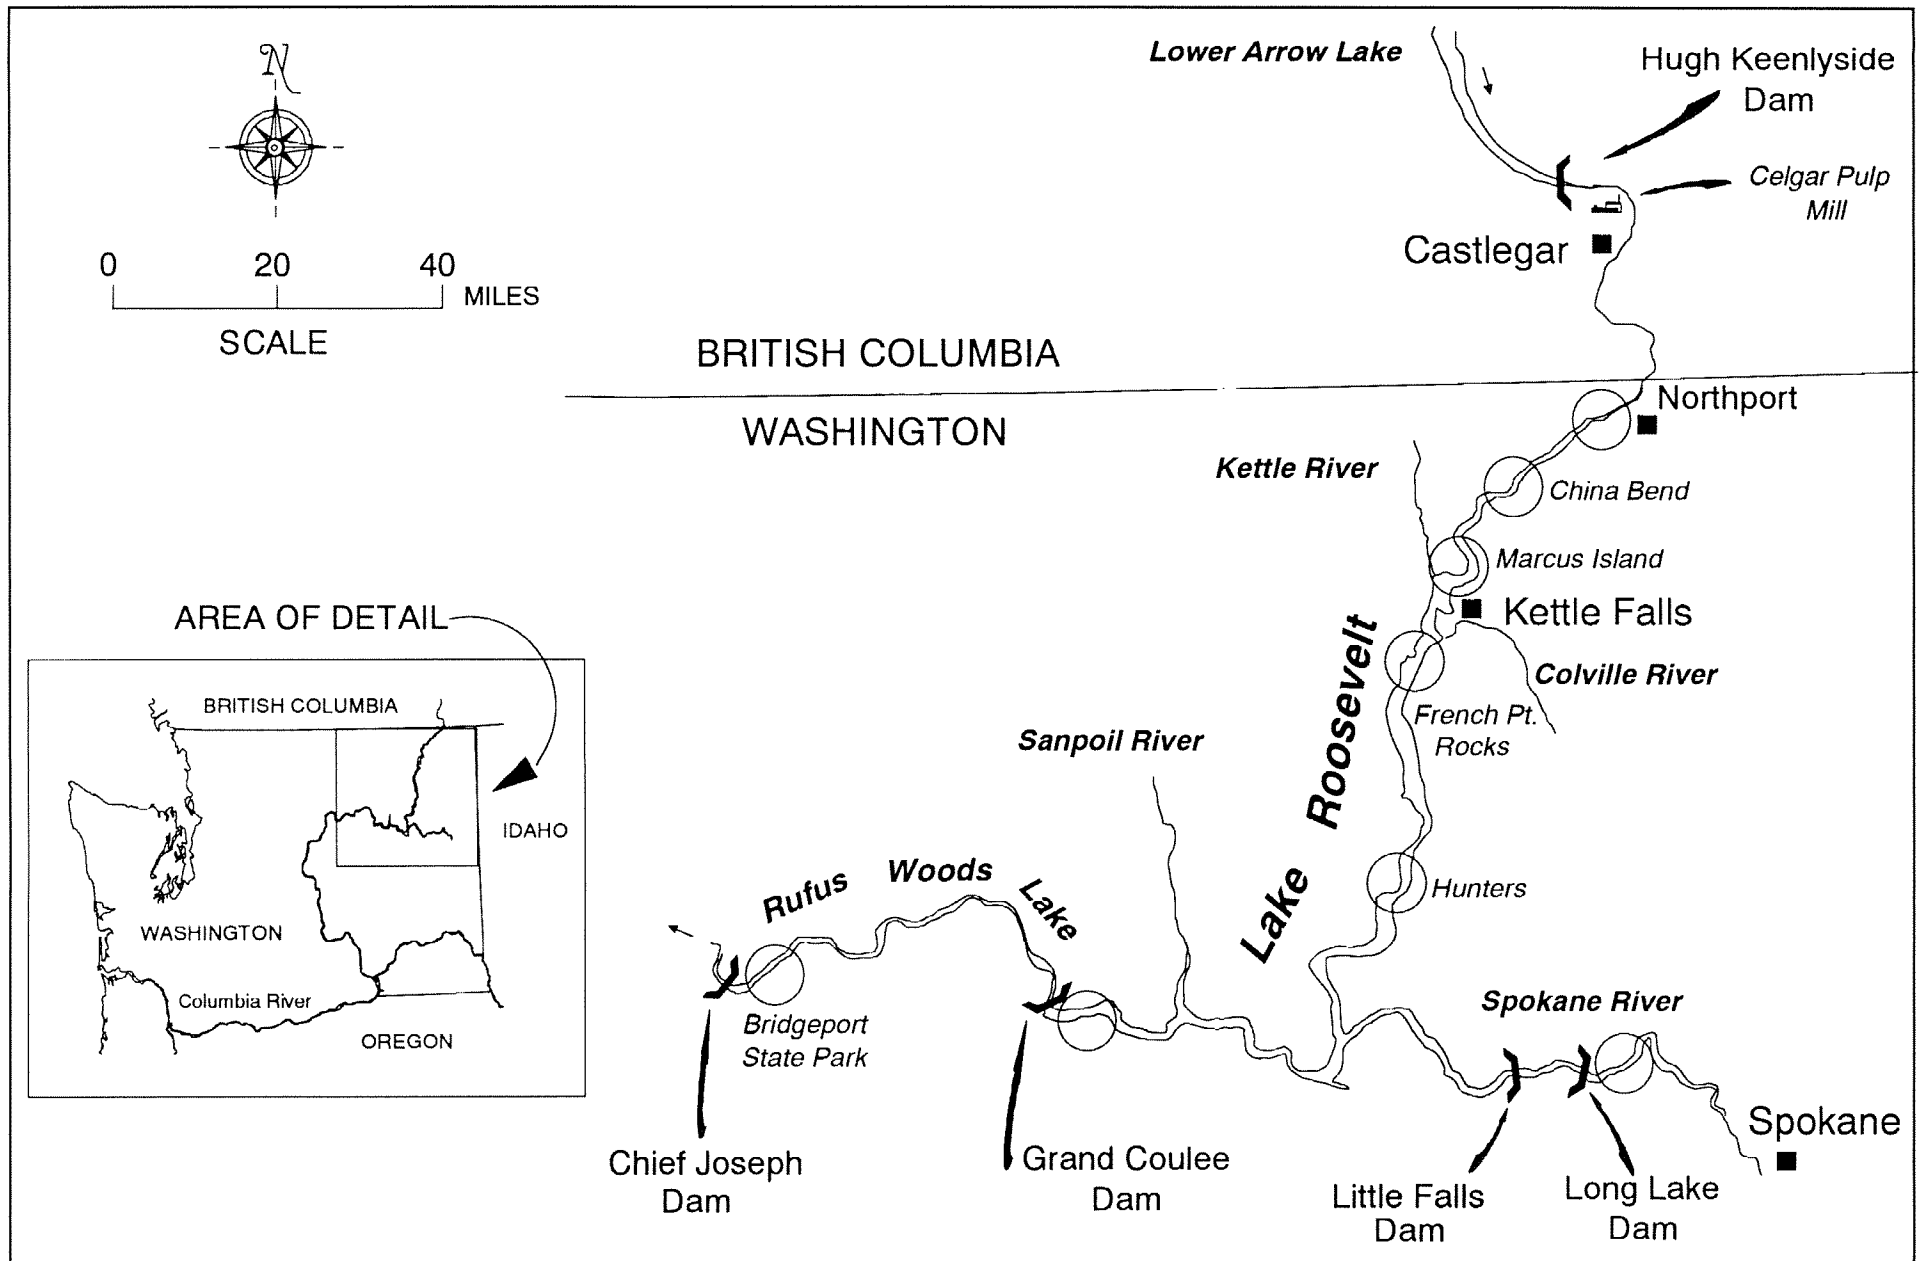 N
0 20 40
MILES
SCALE
Lower Arrow Lake
Hugh Keenlyside
Dam
Celgar Pulp
Mill
Castlegar
BRITISH COLUMBIA
WASHINGTON
Northport
Kettle River
China Bend
Marcus Island
Kettle Falls
Colville River
French Pt.
Rocks
Lake Roosevelt
Hunters
Sanpoil River
Rufus Woods Lake
Bridgeport
State Park
Spokane River
Spokane
Chief Joseph
Dam
Grand Coulee
Dam
Little Falls
Dam
Long Lake
Dam
AREA OF DETAIL
BRITISH COLUMBIA
IDAHO
WASHINGTON
Columbia River
OREGON